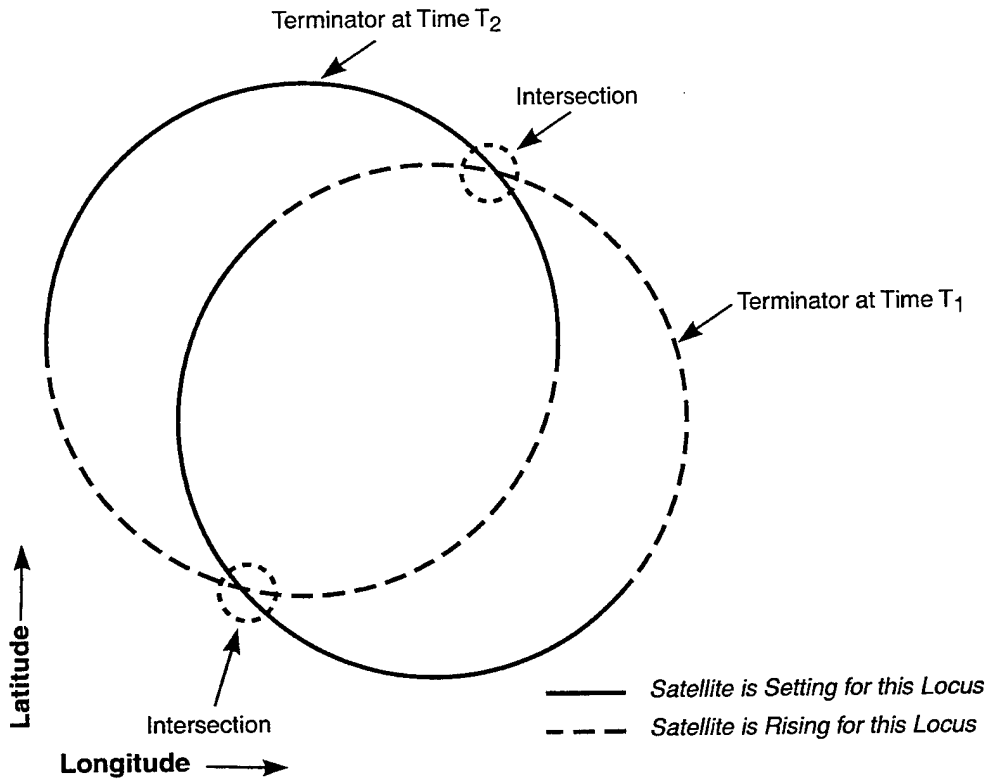 Terminator at Time T2
Intersection
Terminator at Time T1
Latitude
Satellite is Setting for this Locus
Satellite is Rising for this Locus
Intersection
Longitude